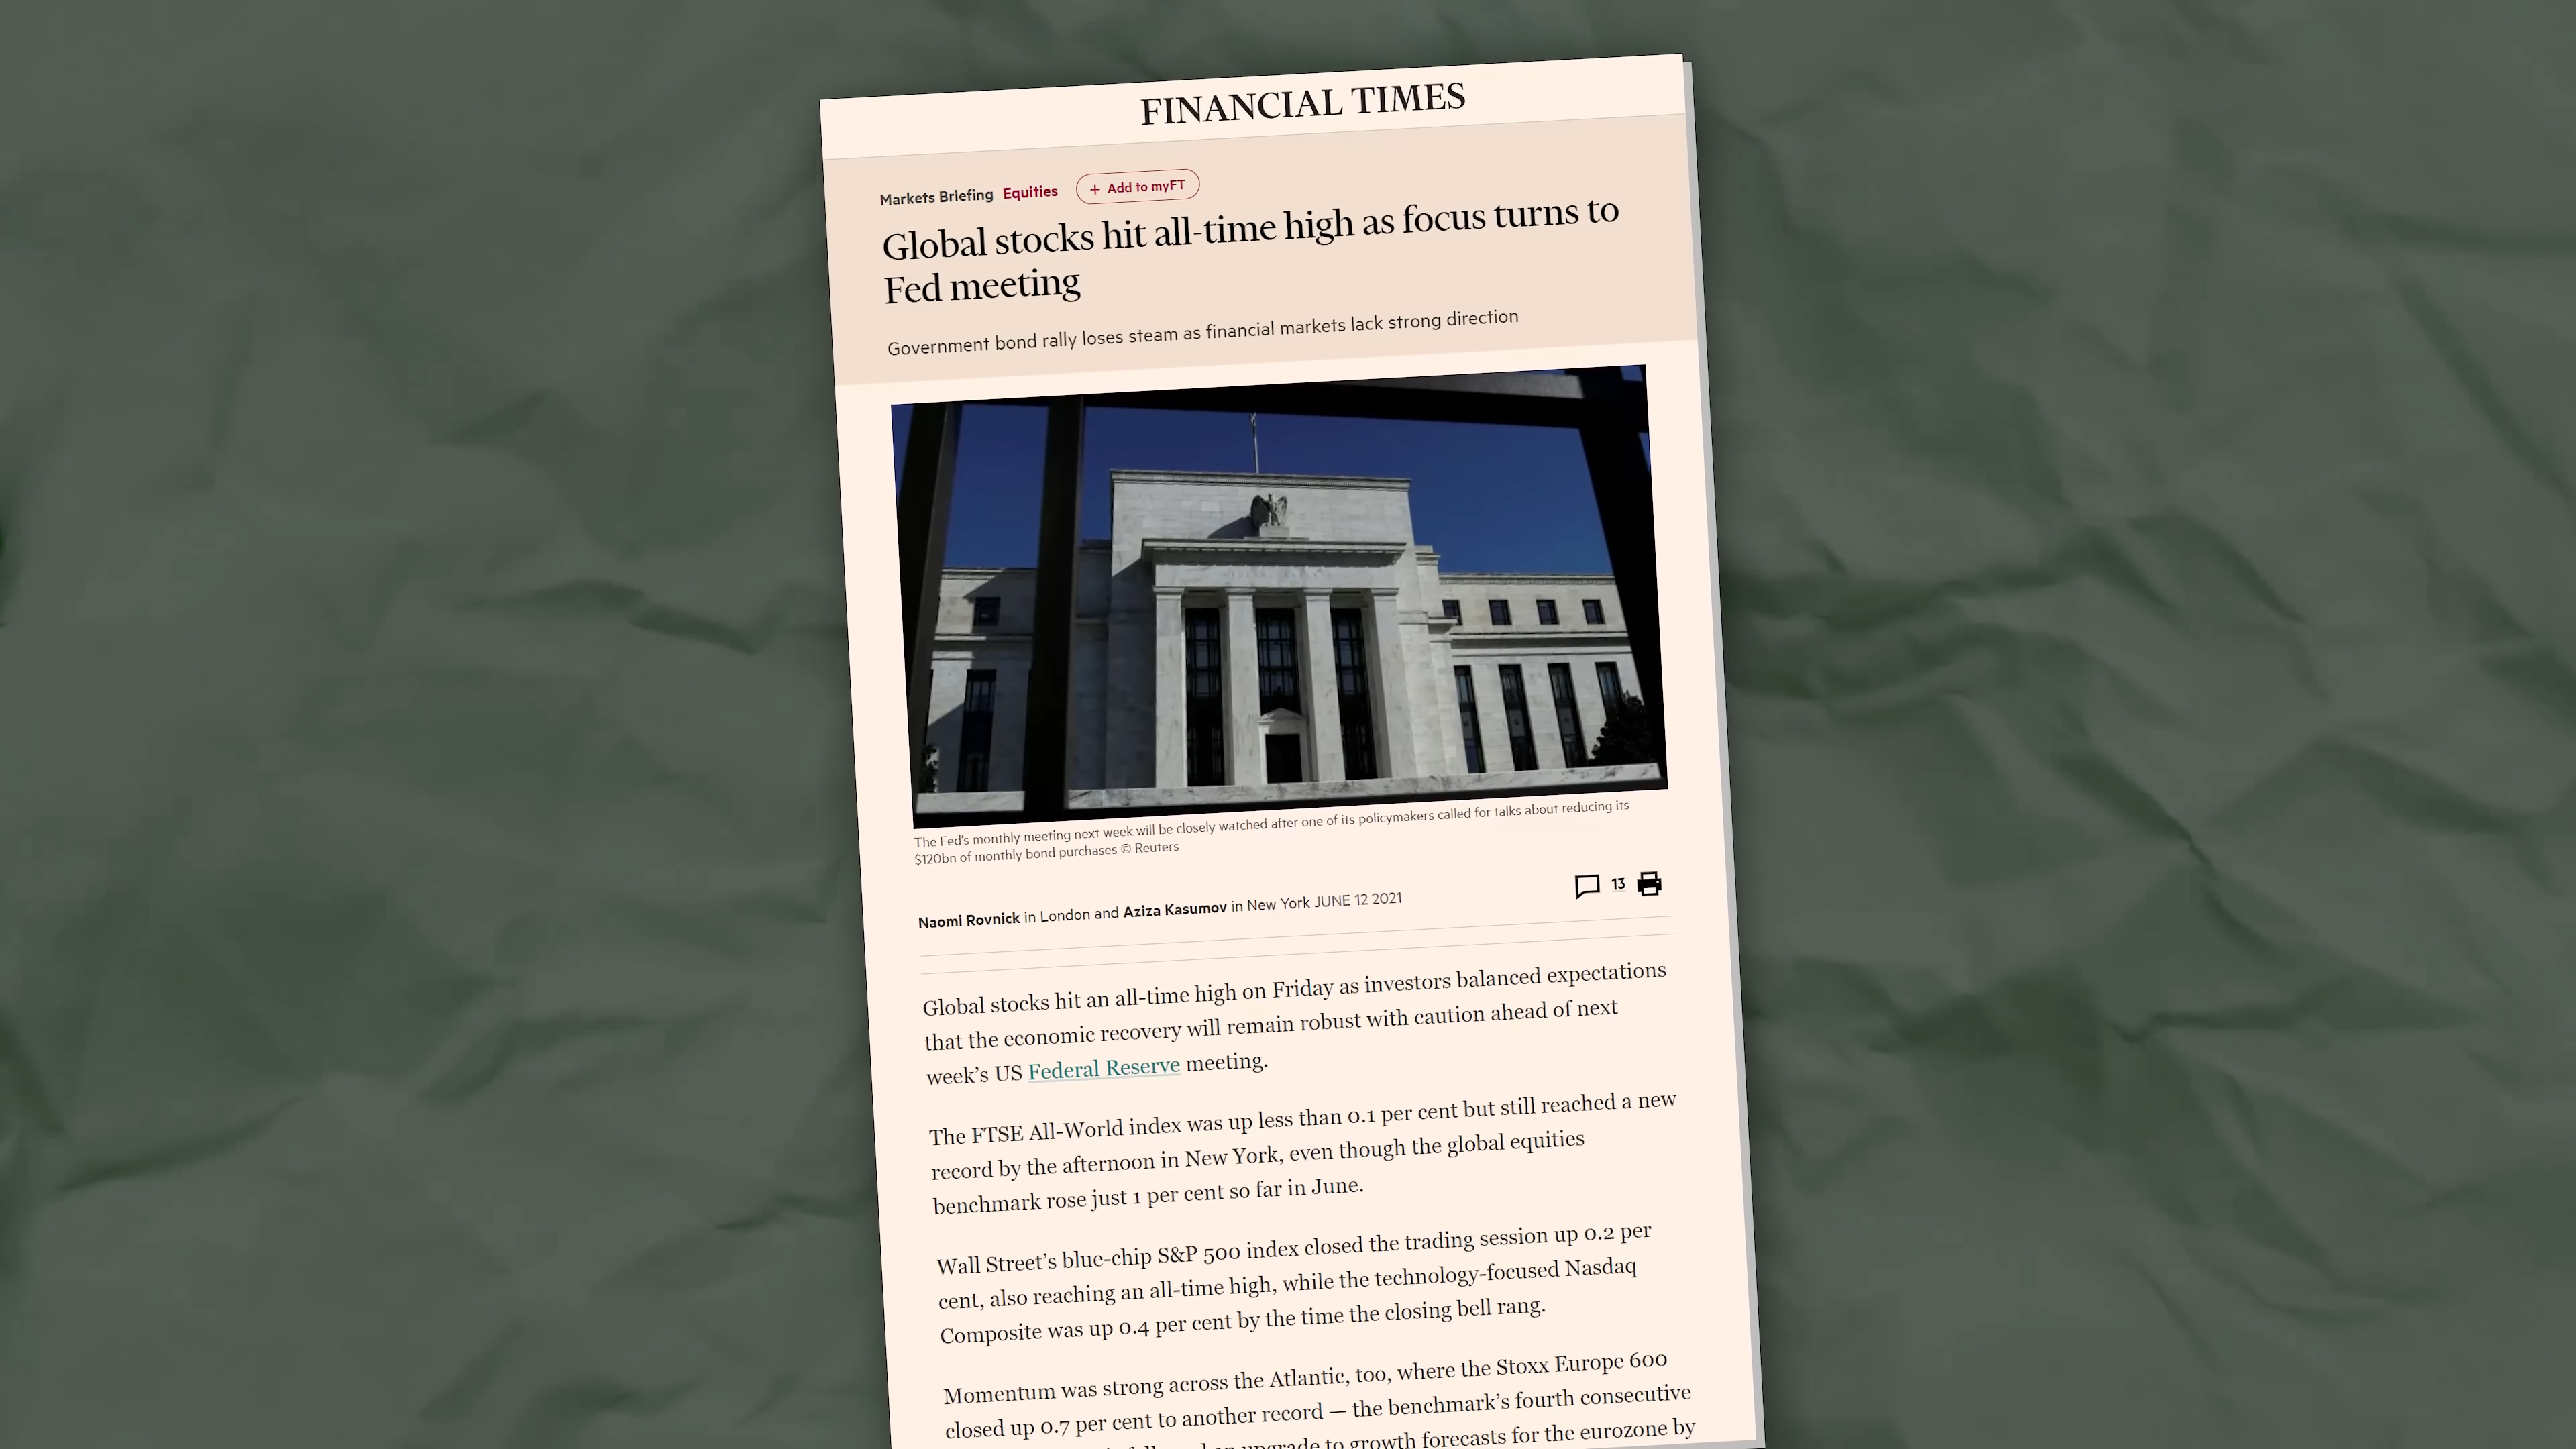 FINANCIAL TIMES
Markets Briefing Equities + Add to myFT
Global stocks hit all-time high as focus turns to
Fed meeting
Government bond rally loses steam as financial markets lack strong direction
The Fed's monthly meeting next week will be closely watched after one of its policymakers called for talks about reducing its
$120bn of monthly bond purchases © Reuters
Naomi Rovnick in London and Aziza Kasumov in New York JUNE 12 2021
13
Global stocks hit an all-time high on Friday as investors balanced expectations
that the economic recovery will remain robust with caution ahead of next
week's US Federal Reserve meeting.
The FTSE All-World index was up less than 0.1 per cent but still reached a new
record by the afternoon in New York, even though the global equities
benchmark rose just 1 per cent so far in June.
Wall Street's blue-chip S&P 500 index closed the trading session up 0.2 per
cent, also reaching an all-time high, while the technology-focused Nasdaq
Composite was up 0.4 per cent by the time the closing bell rang.
Momentum was strong across the Atlantic, too, where the Stoxx Europe 600
closed up 0.7 per cent to another record — the benchmark's fourth consecutive
upgrade to growth forecasts for the eurozone by